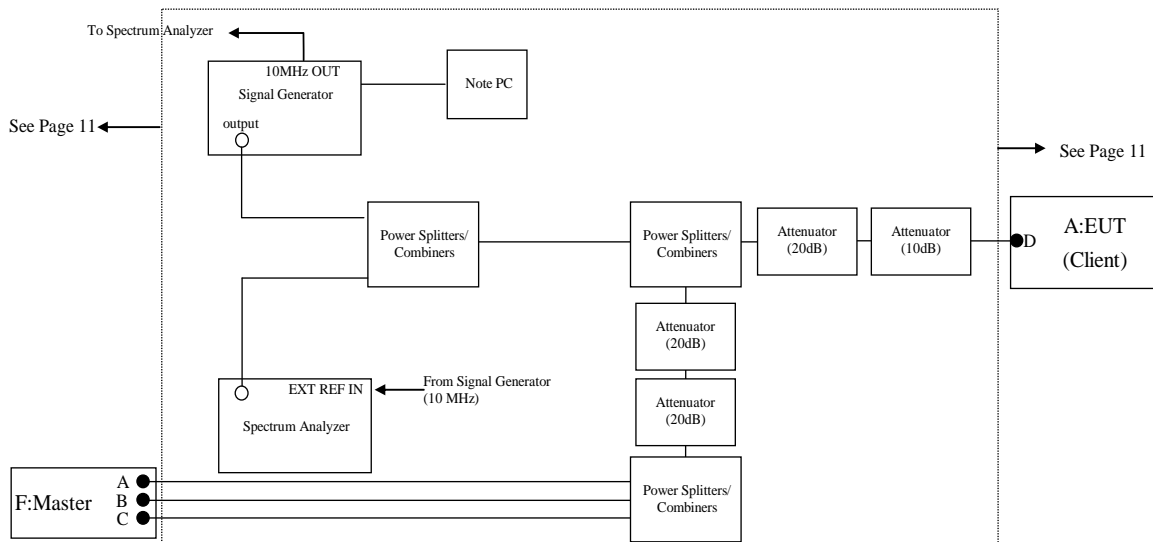 To Spectrum Analyzer
10MHz OUT
Signal Generator
output
Note PC
See Page 11
See Page 11
Power Splitters/
Combiners
Power Splitters/
Combiners
Attenuator
(20dB)
Attenuator
(10dB)
D
A:EUT
(Client)
Attenuator
(20dB)
EXT REF IN
Spectrum Analyzer
From Signal Generator
(10 MHz)
Attenuator
(20dB)
F:Master
A
B
C
Power Splitters/
Combiners